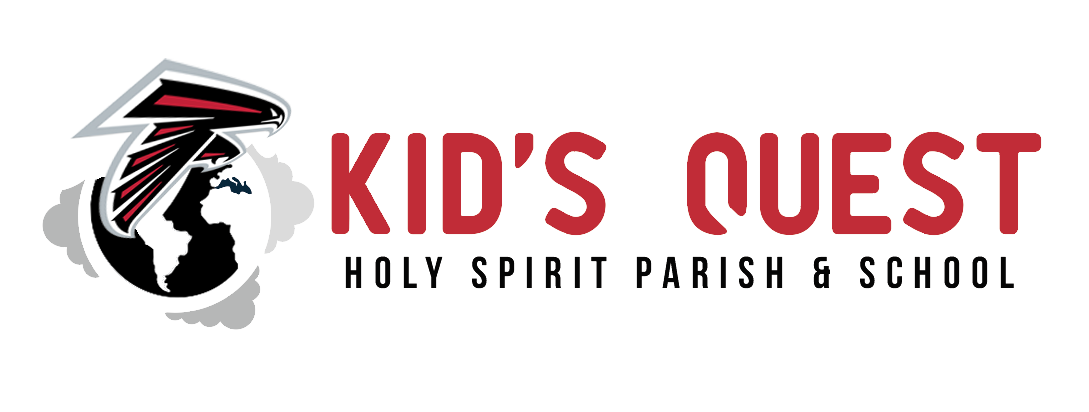 KID'S QUEST
HOLY SPIRIT PARISH & SCHOOL